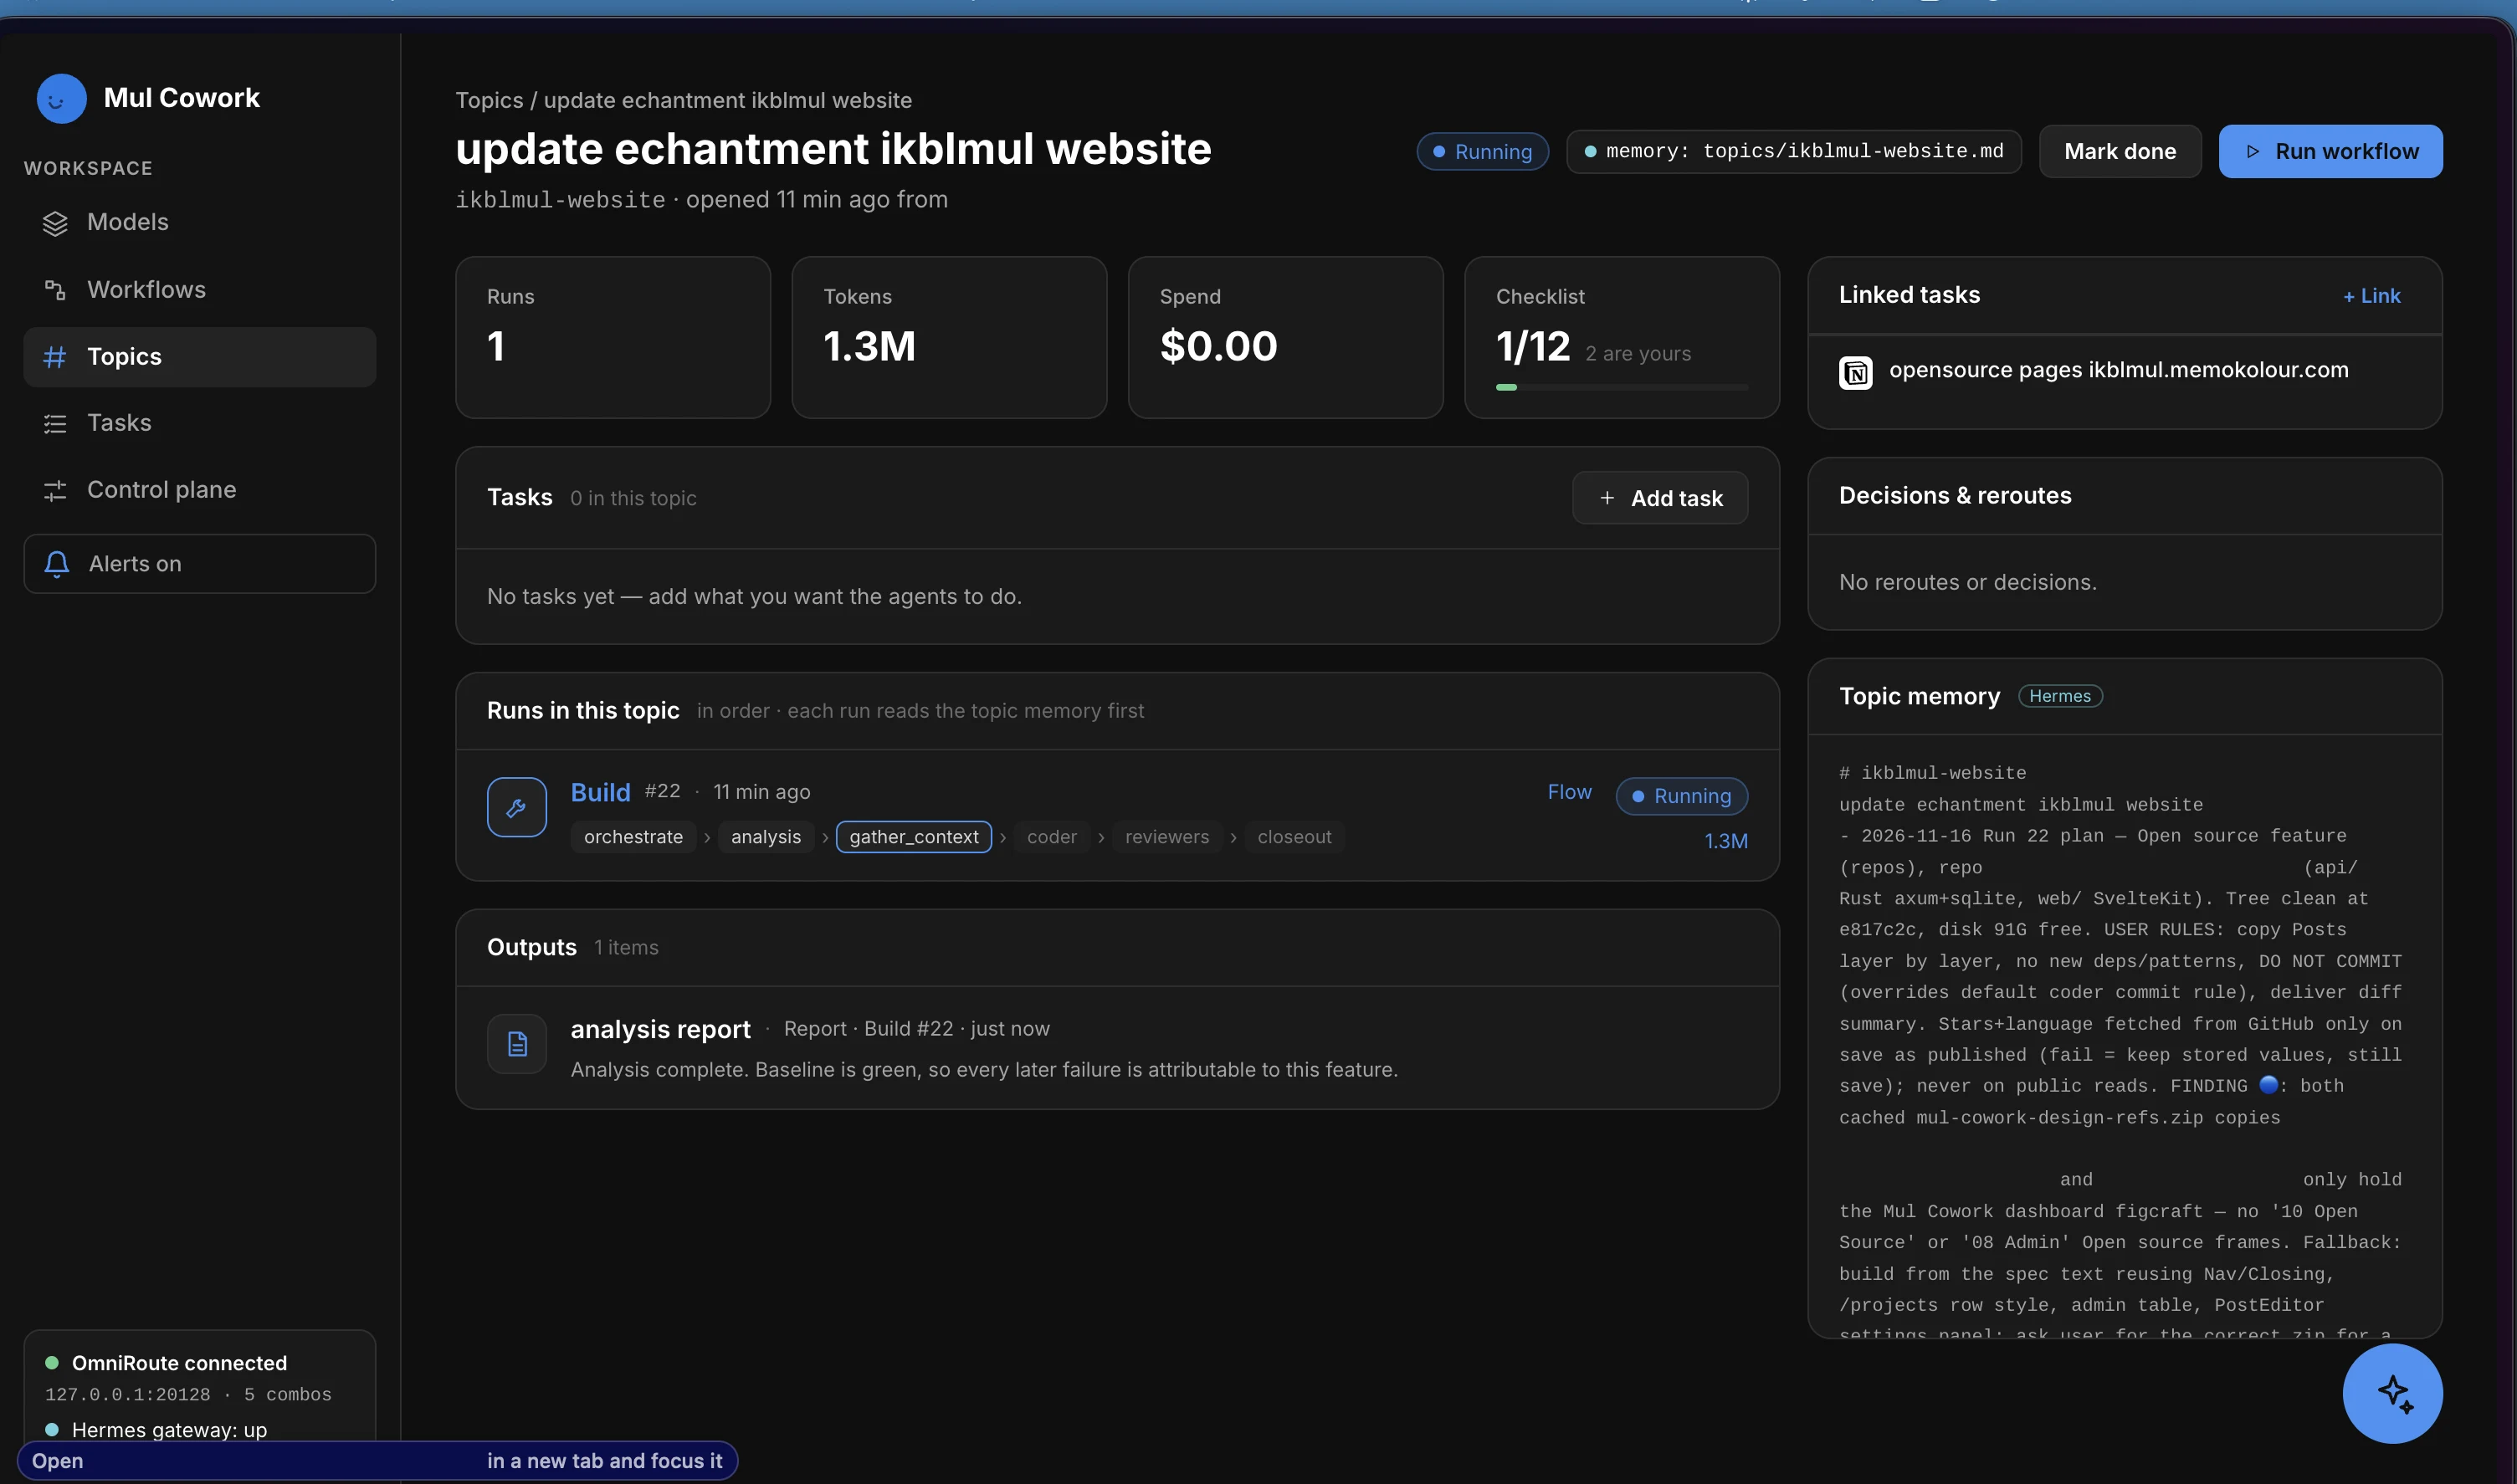 Mul Cowork
WORKSPACE
Models
Workflows
Topics
Tasks
Control plane
Alerts on
OmniRoute connected
127.0.0.1:20128 · 5 combos
Hermes gateway: up
Open in a new tab and focus it
Topics / update echantment ikblmul website
update echantment ikblmul website
ikblmul-website · opened 11 min ago from
Running
memory: topics/ikblmul-website.md
Mark done
Run workflow
Runs
1
Tokens
1.3M
Spend
$0.00
Checklist
1/12 2 are yours
Tasks 0 in this topic
+ Add task
No tasks yet — add what you want the agents to do.
Runs in this topic in order · each run reads the topic memory first
Build #22 · 11 min ago
Flow
Running
orchestrate › analysis › gather_context › coder › reviewers › closeout
1.3M
Outputs 1 items
analysis report · Report · Build #22 · just now
Analysis complete. Baseline is green, so every later failure is attributable to this feature.
Linked tasks
+ Link
opensource pages ikblmul.memokolour.com
Decisions & reroutes
No reroutes or decisions.
Topic memory Hermes
# ikblmul-website
update echantment ikblmul website
- 2026-11-16 Run 22 plan — Open source feature
(repos), repo (api/
Rust axum+sqlite, web/ SvelteKit). Tree clean at
e817c2c, disk 91G free. USER RULES: copy Posts
layer by layer, no new deps/patterns, DO NOT COMMIT
(overrides default coder commit rule), deliver diff
summary. Stars+language fetched from GitHub only on
save as published (fail = keep stored values, still
save); never on public reads. FINDING 🔵: both
cached mul-cowork-design-refs.zip copies
and only hold
the Mul Cowork dashboard figcraft — no '10 Open
Source' or '08 Admin' Open source frames. Fallback:
build from the spec text reusing Nav/Closing,
/projects row style, admin table, PostEditor
settings panel; ask user for the correct zip for a